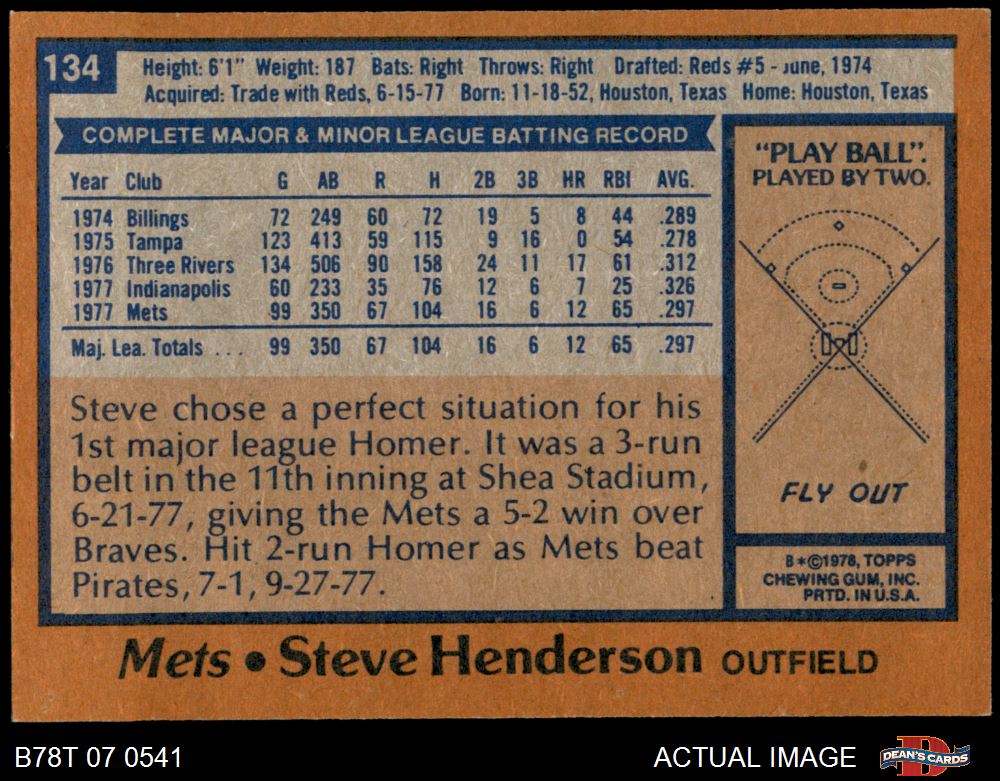 134
Height: 6'1" Weight: 187 Bats: Right Throws: Right Drafted: Reds #5 - June, 1974
Acquired: Trade with Reds, 6-15-77 Born: 11-18-52, Houston, Texas Home: Houston, Texas
COMPLETE MAJOR & MINOR LEAGUE BATTING RECORD
Year Club G AB R H 2B 3B HR RBI AVG.
1974 Billings 72 249 60 72 19 5 8 44 .289
1975 Tampa 123 413 59 115 9 16 0 54 .278
1976 Three Rivers 134 506 90 158 24 11 17 61 .312
1977 Indianapolis 60 233 35 76 12 6 7 25 .326
1977 Mets 99 350 67 104 16 6 12 65 .297
Maj. Lea. Totals ... 99 350 67 104 16 6 12 65 .297
Steve chose a perfect situation for his
1st major league Homer. It was a 3-run
belt in the 11th inning at Shea Stadium,
6-21-77, giving the Mets a 5-2 win over
Braves. Hit 2-run Homer as Mets beat
Pirates, 7-1, 9-27-77.
"PLAY BALL".
PLAYED BY TWO.
FLY OUT
B*©1978, TOPPS
CHEWING GUM, INC.
PRTD. IN U.S.A.
Mets • Steve Henderson OUTFIELD
B78T 07 0541
ACTUAL IMAGE
D
DEAN'S CARDS